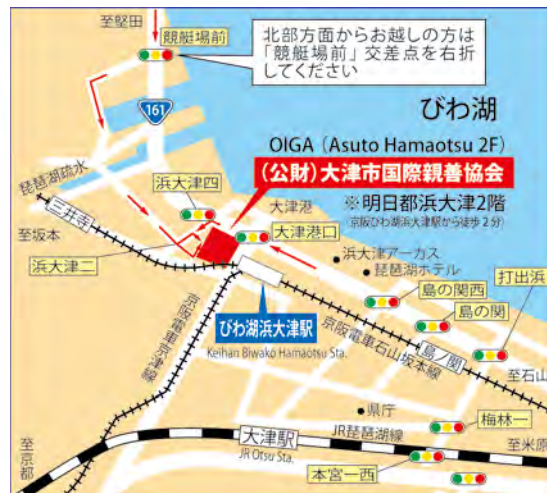 至堅田
競艇場前
北部方面からお越しの方は
「競艇場前」交差点を右折
してください
161
びわ湖
OIGA (Asuto Hamaotsu 2F)
(公財)大津市国際親善協会
※明日都浜大津2階
(京阪びわ湖浜大津駅から徒歩2分)
琵琶湖疏水
浜大津四
大津港
三井寺
大津港口
至坂本
浜大津二
浜大津アーカス
琵琶湖ホテル
打出浜
島の関西
島の関
びわ湖浜大津駅
Keihan Biwako Hamaotsu Sta.
京阪電車京津線
京阪電車石山坂本線
島ノ関
至石山
県庁
梅林一
大津駅
JR琵琶湖線
JR Otsu Sta.
本宮一西
至京都
至米原